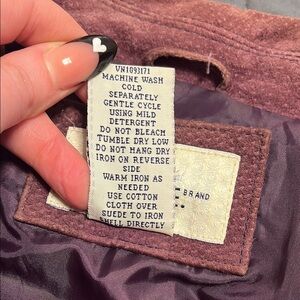 VN1093171
MACHINE WASH
COLD
SEPARATELY
GENTLE CYCLE
USING MILD
DETERGENT
DO NOT BLEACH
TUMBLE DRY LOW
DO NOT HANG DRY
IRON ON REVERSE
SIDE
WARM IRON AS
NEEDED
USE COTTON
CLOTH OVER
SUEDE TO IRON
SHELL DIRECTLY
BRAND